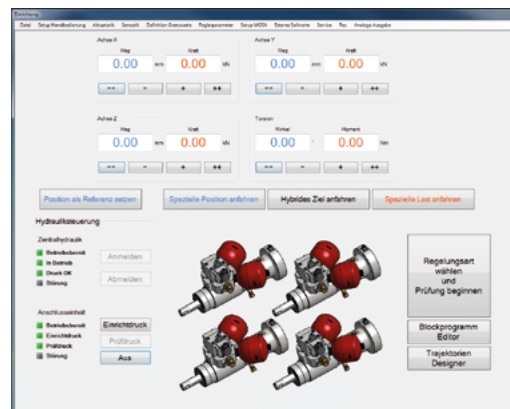 Einrichtung
Datei Setup Handbedienung Aktuatorik Sensorik Definition Grenzwerte Reglerparameter Setup MOSK Externe Sollwerte Service Rec Analoge Ausgabe
Achse X
Weg Kraft
0.00 mm 0.00 kN
-- - + ++
Achse Y
Weg Kraft
0.00 mm 0.00 kN
-- - + ++
Achse Z
Weg Kraft
0.00 mm 0.00 kN
-- - + ++
Torsion
Winkel Moment
0.00 ° 0.00 Nm
-- - + ++
Position als Referenz setzen Spezielle Position anfahren Hybrides Ziel anfahren Spezielle Last anfahren
Hydrauliksteuerung
Zentralhydraulik
Betriebsbereit
In Betrieb
Druck OK
Störung
Anmelden
Abmelden
Anschlusseinheit
Betriebsbereit
Einrichtdruck
Prüfdruck
Störung
Einrichtdruck
Prüfdruck
Aus
Regelungsart
wählen
und
Prüfung beginnen
Blockprogramm
Editor
Trajektorien
Designer